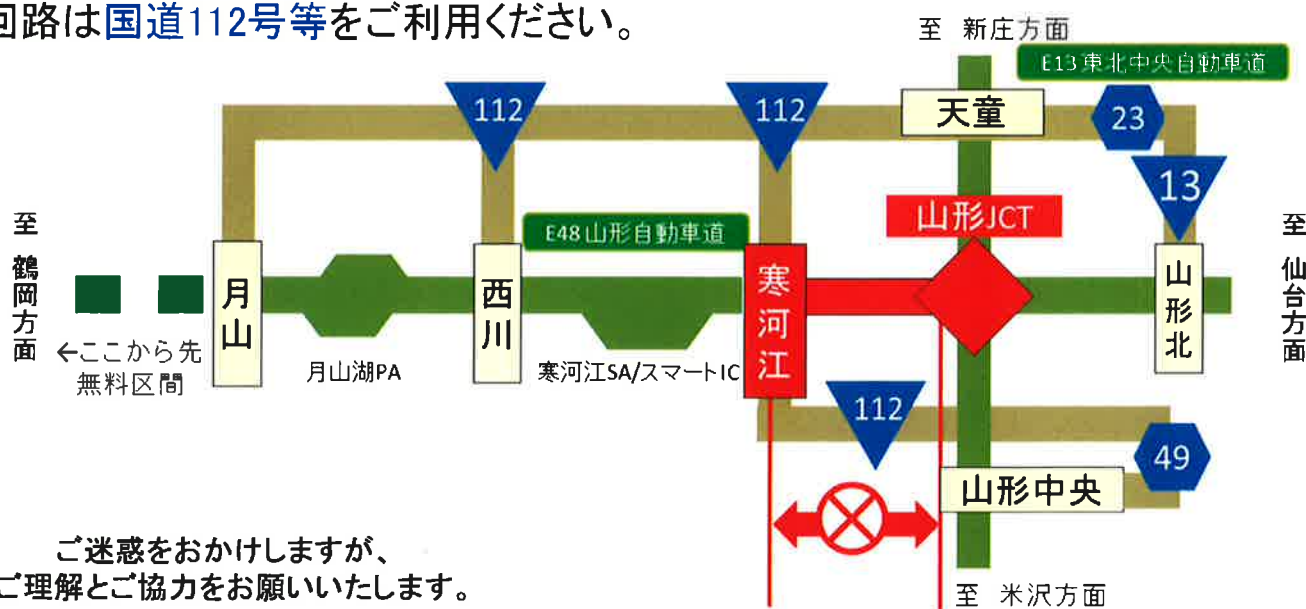 回路は国道112号等をご利用ください。
至 新庄方面
E13東北中央自動車道
112
112
天童
23
13
山形JCT
E48山形自動車道
至 鶴岡方面
月山
西川
寒河江
山形北
至 仙台方面
←ここから先
無料区間
月山湖PA
寒河江SA/スマートIC
112
49
山形中央
ご迷惑をおかけしますが、
ご理解とご協力をお願いいたします。
至 米沢方面